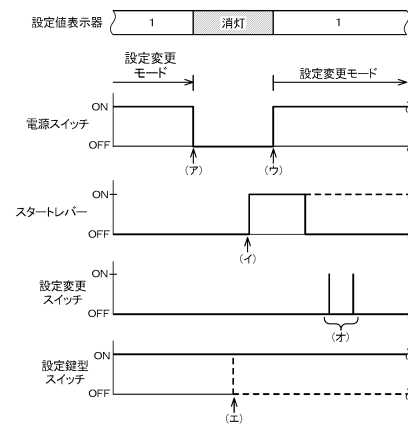 設定値表示器
1
消灯
1
設定変更
モード
設定変更モード
ON
電源スイッチ
OFF
(ア)
(ウ)
ON
スタートレバー
OFF
(イ)
ON
設定変更
スイッチ
OFF
(オ)
ON
設定鍵型
スイッチ
OFF
(エ)